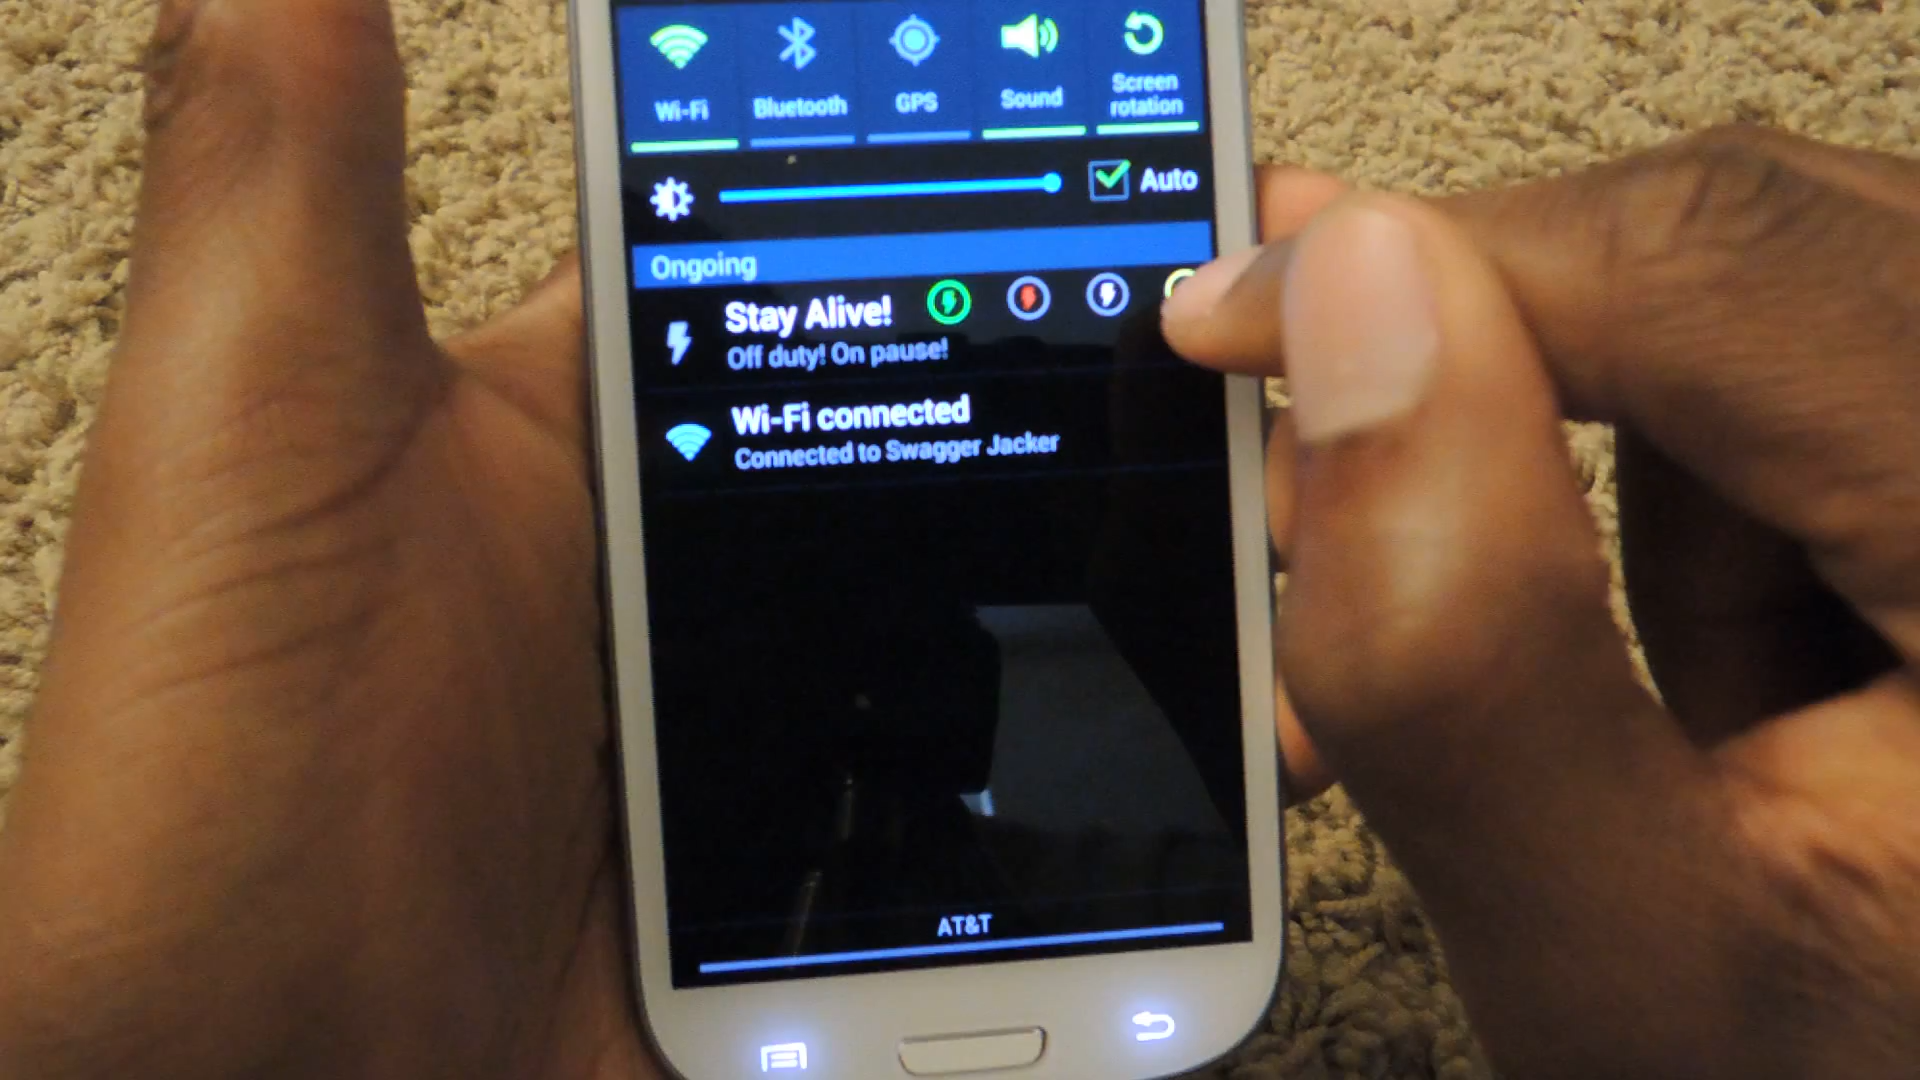 Wi-Fi
Bluetooth
GPS
Sound
Screen
rotation
Auto
Ongoing
Stay Alive!
Off duty! On pause!
Wi-Fi connected
Connected to Swagger Jacker
AT&T